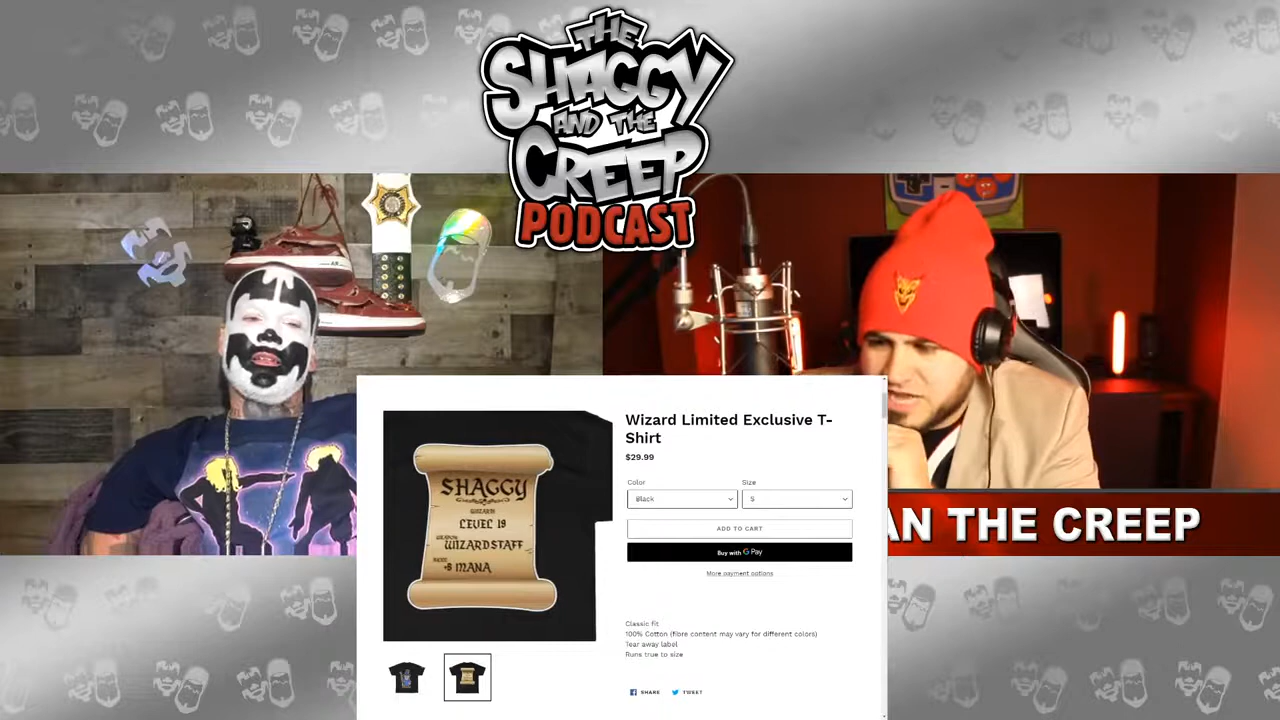 THE
SHAGGY
AND THE
CREEP
PODCAST
Wizard Limited Exclusive T-
Shirt
$29.99
Color
Size
Black
S
ADD TO CART
Buy with G Pay
More payment options
SHAGGY
WIZARD
LEVEL 19
WEAPON
WIZARD STAFF
+8 MANA
AN THE CREEP
Classic fit
100% Cotton (fibre content may vary for different colors)
Tear away label
Runs true to size
SHARE
TWEET